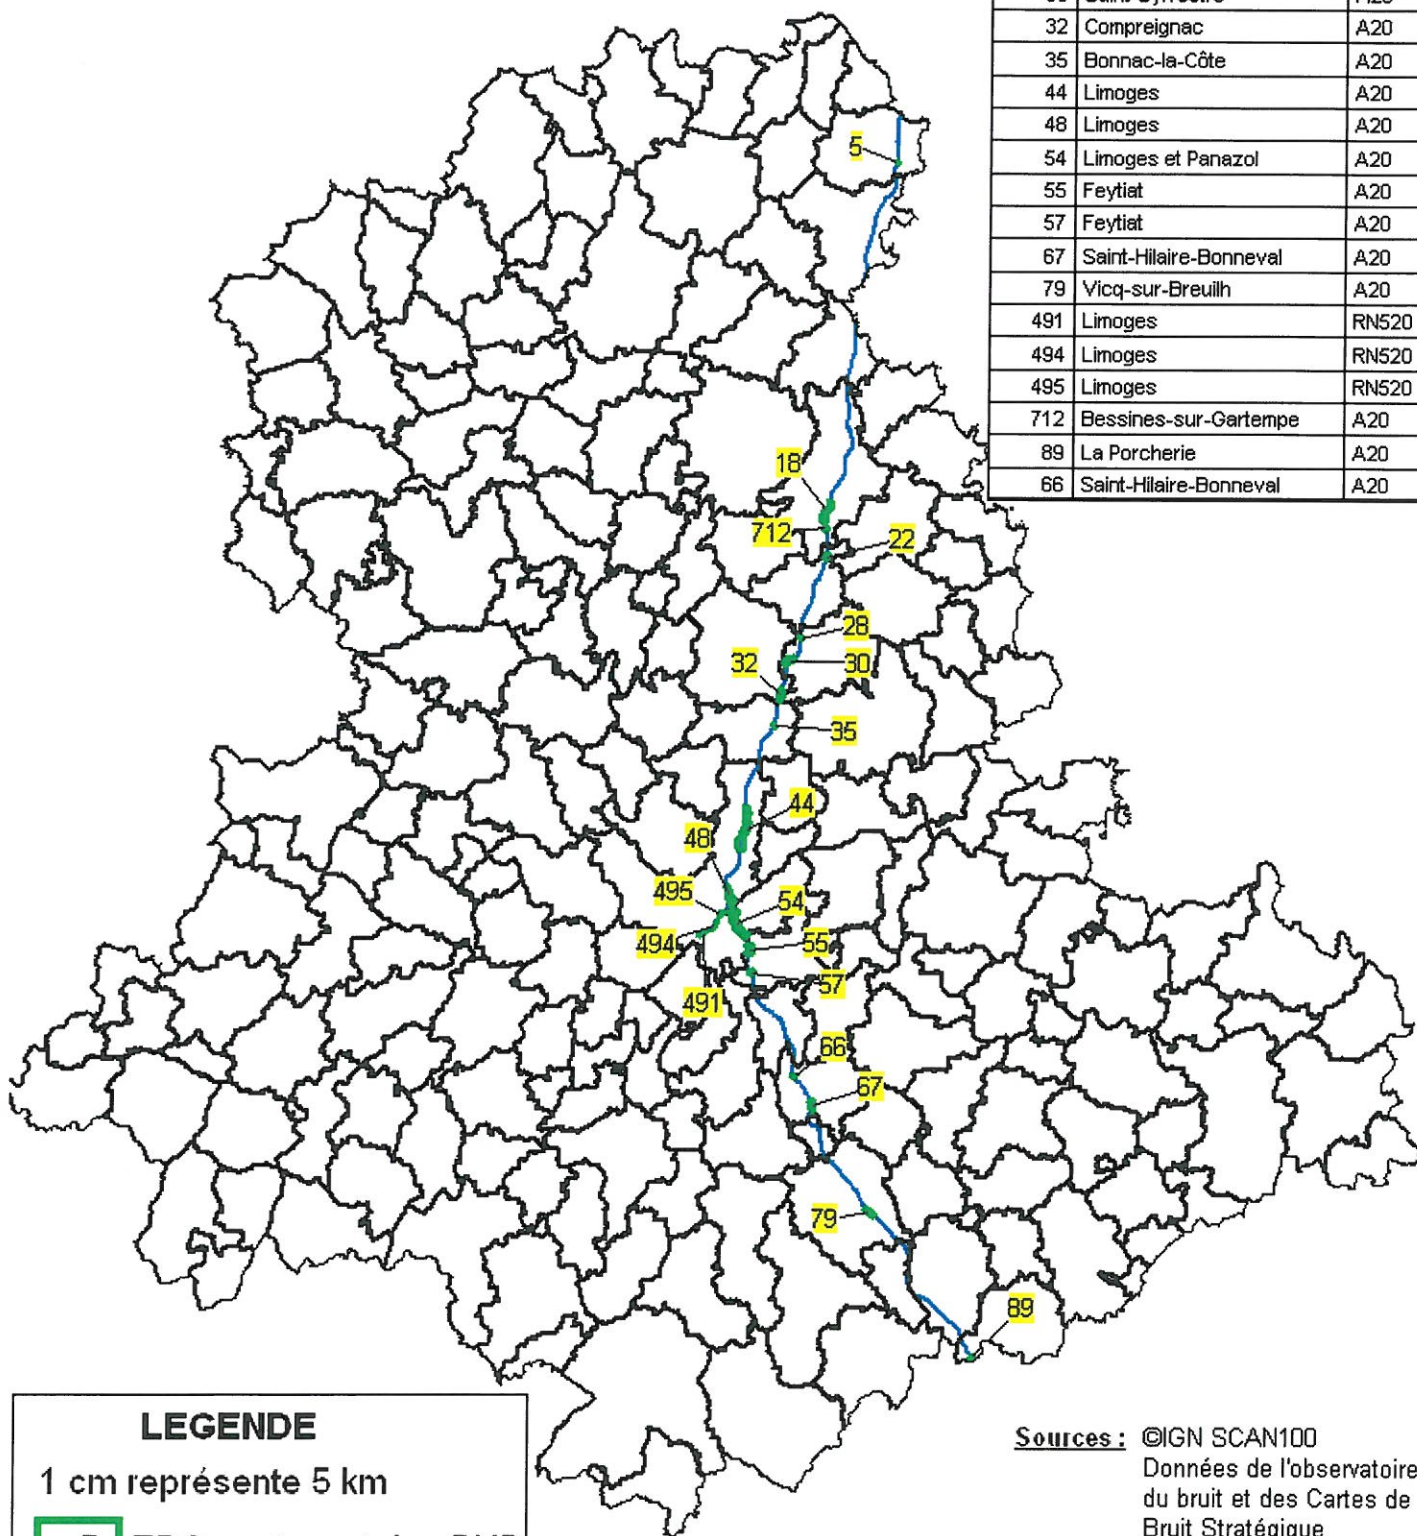 32 Compreignac A20
35 Bonnac-la-Côte A20
44 Limoges A20
48 Limoges A20
54 Limoges et Panazol A20
55 Feytiat A20
57 Feytiat A20
67 Saint-Hilaire-Bonneval A20
79 Vicq-sur-Breuilh A20
491 Limoges RN520
494 Limoges RN520
495 Limoges RN520
712 Bessines-sur-Gartempe A20
89 La Porcherie A20
66 Saint-Hilaire-Bonneval A20
5
18
712
22
28
32
30
35
44
48
495
54
494
55
57
491
66
67
79
89
LEGENDE
1 cm représente 5 km
Sources : ©IGN SCAN100
Données de l'observatoire
du bruit et des Cartes de
Bruit Stratégique